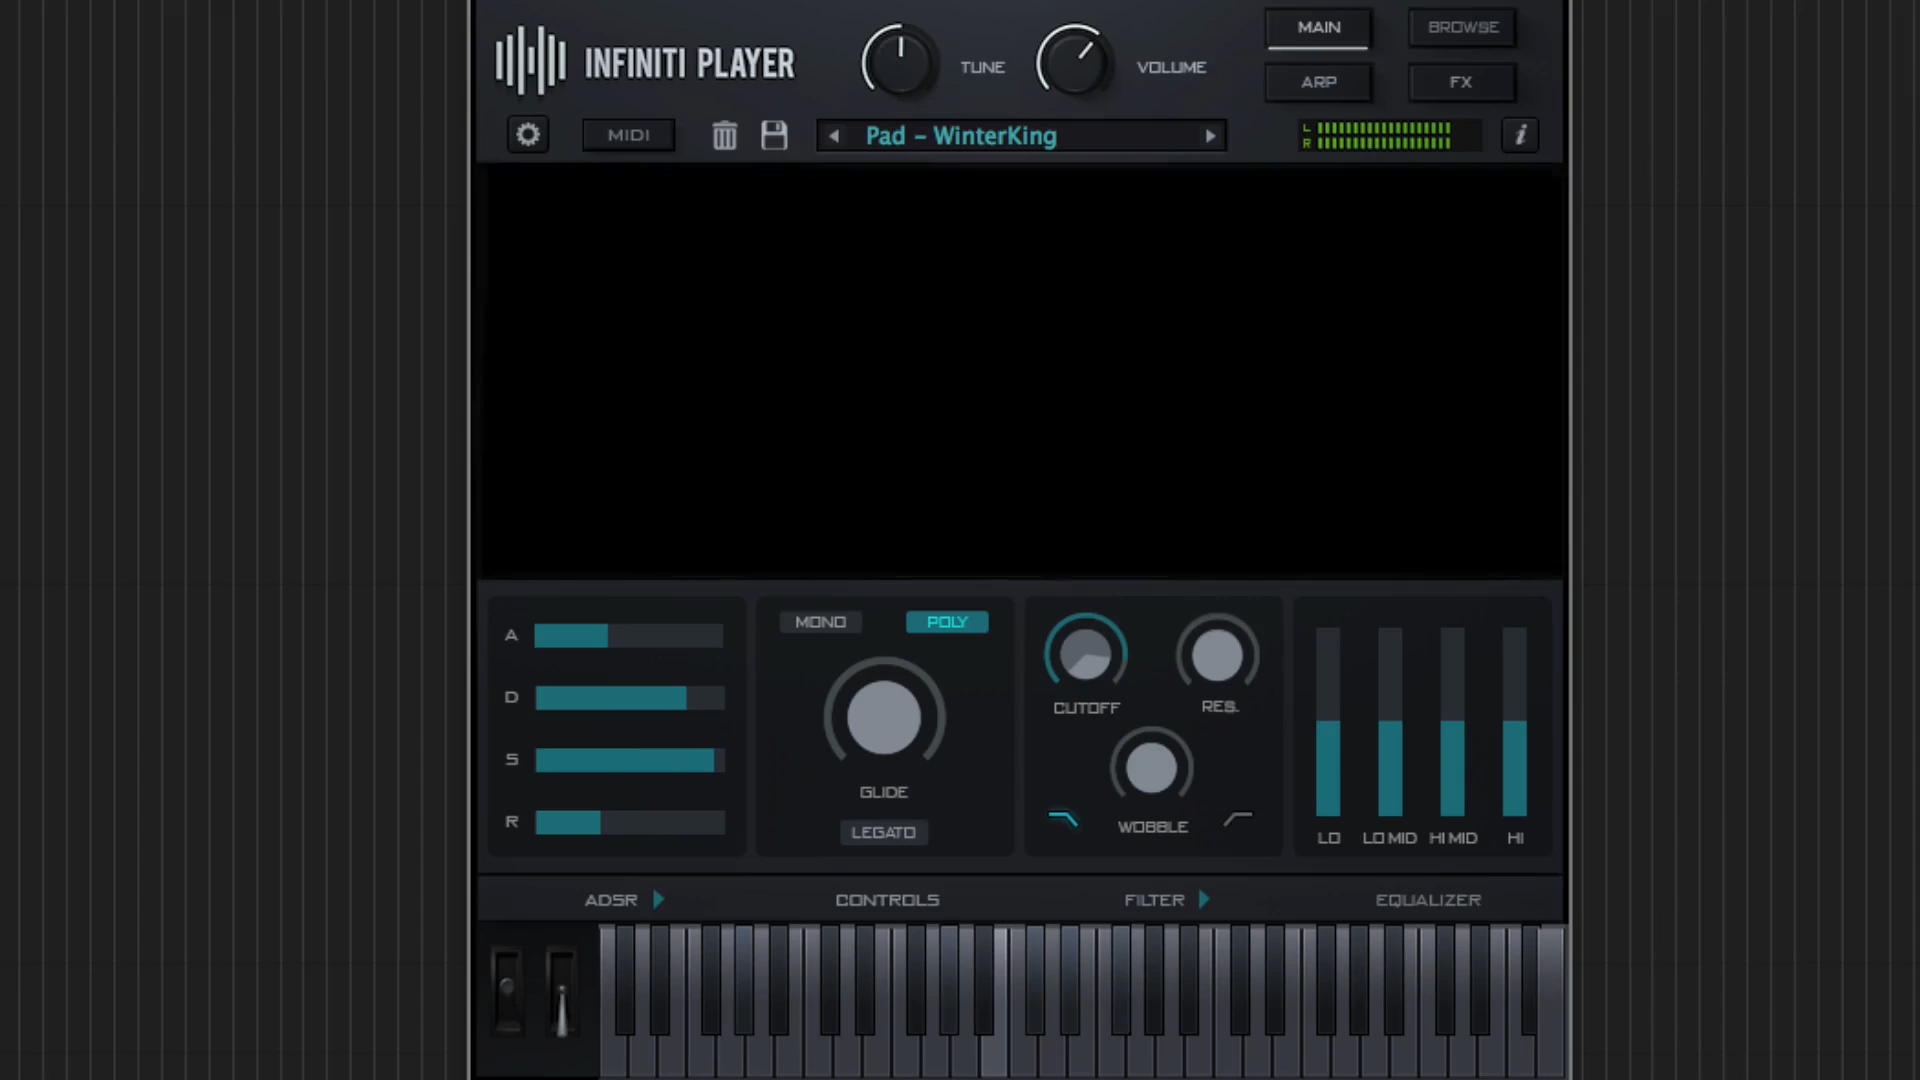 INFINITI PLAYER
TUNE
VOLUME
MAIN
BROWSE
ARP
FX
MIDI
Pad – WinterKing
L
R
i
A
D
S
R
MONO
POLY
GLIDE
LEGATO
CUTOFF
RES.
WOBBLE
LO
LO MID
HI MID
HI
ADSR
CONTROLS
FILTER
EQUALIZER